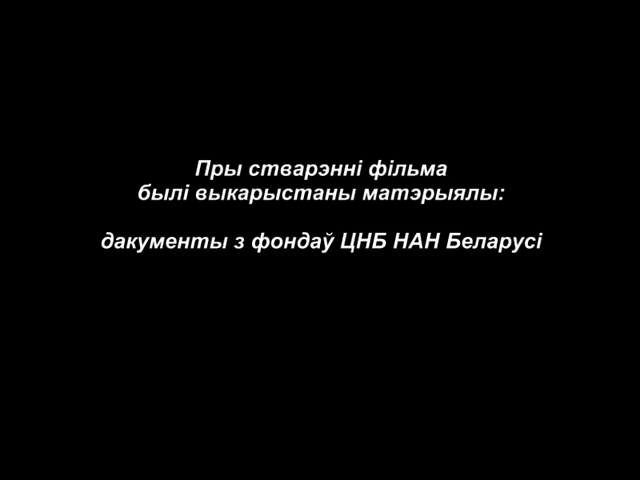 Пры стварэнні фільма
былі выкарыстаны матэрыялы:
дакументы з фондаў ЦНБ НАН Беларусі